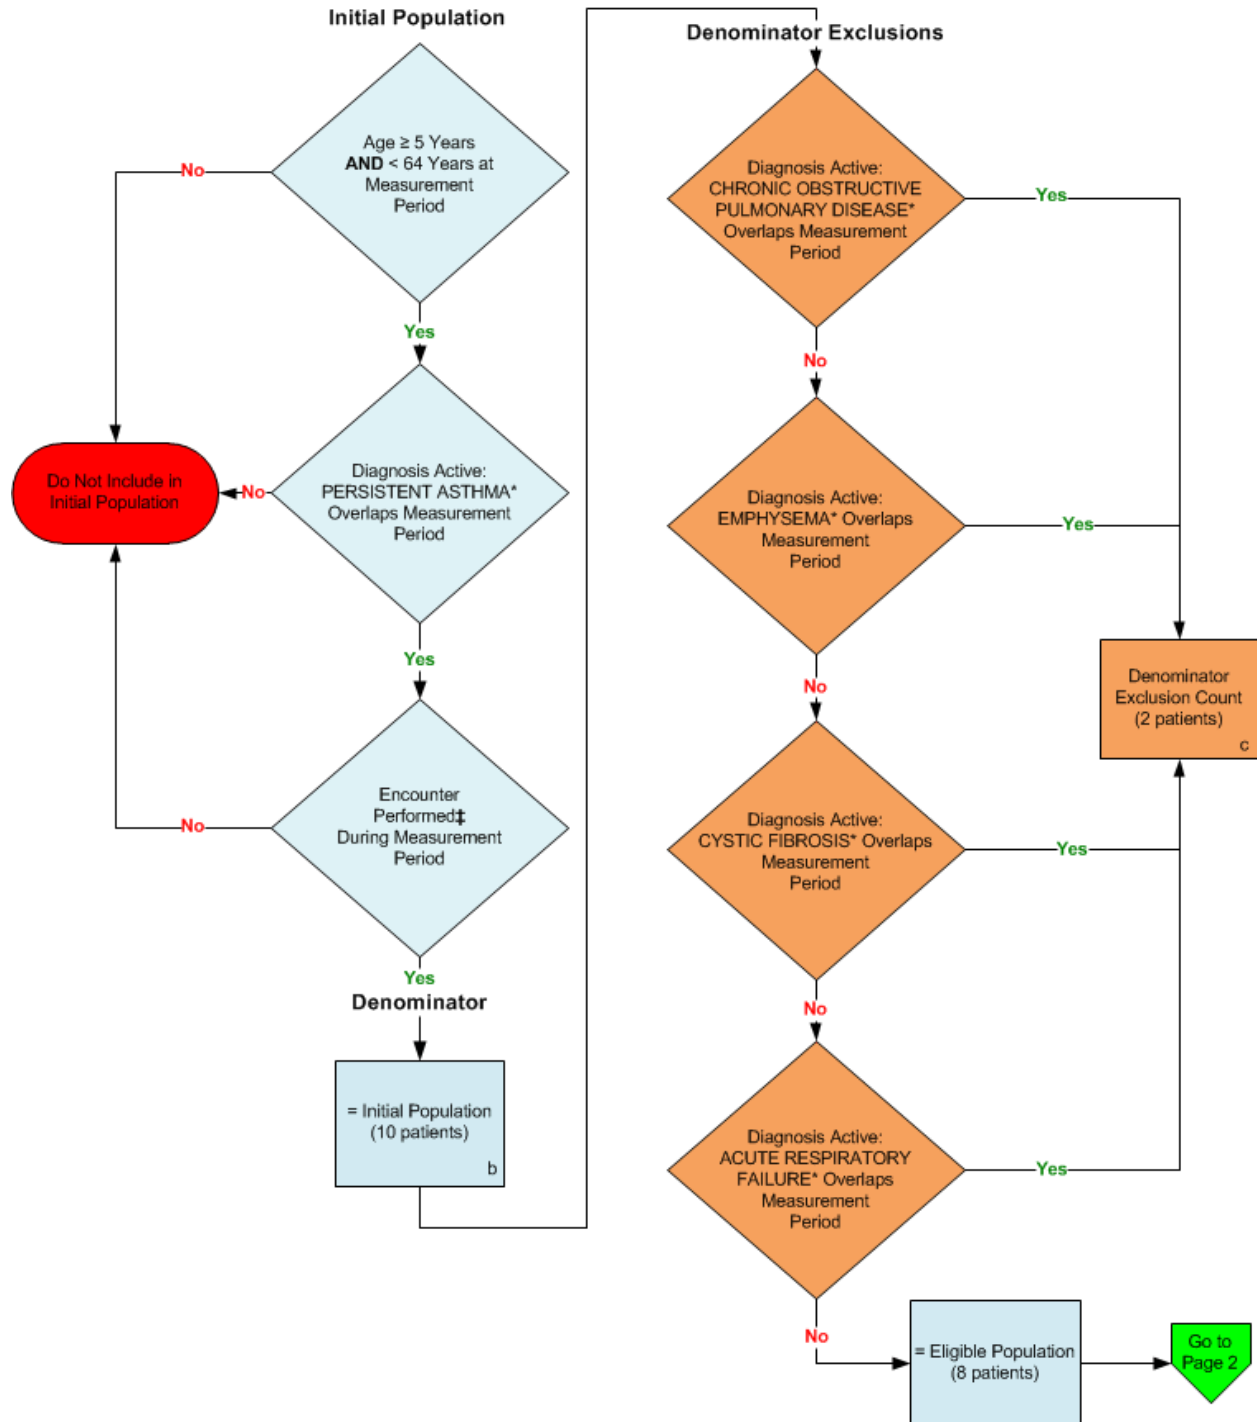 Initial Population
Age ≥ 5 Years
AND < 64 Years at
Measurement
Period
No
Yes
Diagnosis Active:
PERSISTENT ASTHMA*
Overlaps Measurement
Period
No
Do Not Include in
Initial Population
Yes
Encounter
Performed‡
During Measurement
Period
No
Yes
Denominator
= Initial Population
(10 patients)
b
Denominator Exclusions
Diagnosis Active:
CHRONIC OBSTRUCTIVE
PULMONARY DISEASE*
Overlaps Measurement
Period
Yes
No
Diagnosis Active:
EMPHYSEMA* Overlaps
Measurement
Period
Yes
No
Denominator
Exclusion Count
(2 patients)
c
Diagnosis Active:
CYSTIC FIBROSIS* Overlaps
Measurement
Period
Yes
No
Diagnosis Active:
ACUTE RESPIRATORY
FAILURE* Overlaps
Measurement
Period
Yes
No
= Eligible Population
(8 patients)
Go to
Page 2